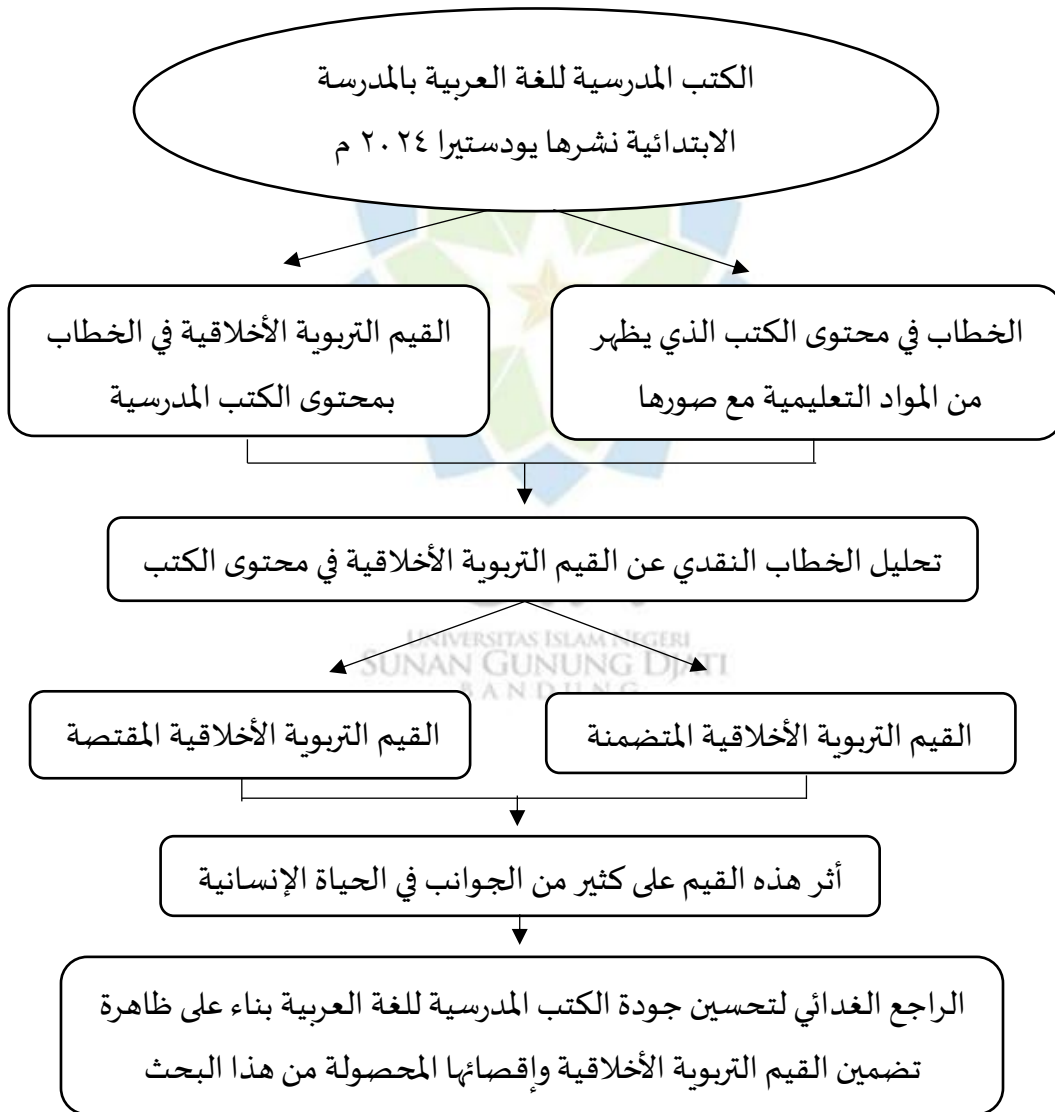 الكتب المدرسية للغة العربية بالمدرسة
الابتدائية نشرها يودستيرا ٢٠٢٤ م
الخطاب في محتوى الكتب الذي يظهر
من المواد التعليمية مع صورها
القيم التربوية الأخلاقية في الخطاب
بمحتوى الكتب المدرسية
تحليل الخطاب النقدي عن القيم التربوية الأخلاقية في محتوى الكتب
UNIVERSITAS ISLAM NEGERI
SUNAN GUNUNG DJATI
BANDUNG
القيم التربوية الأخلاقية المتضمنة
القيم التربوية الأخلاقية المقتصة
أثر هذه القيم على كثير من الجوانب في الحياة الإنسانية
الراجع الغدائي لتحسين جودة الكتب المدرسية للغة العربية بناء على ظاهرة
تضمين القيم التربوية الأخلاقية وإقصائها المحصولة من هذا البحث